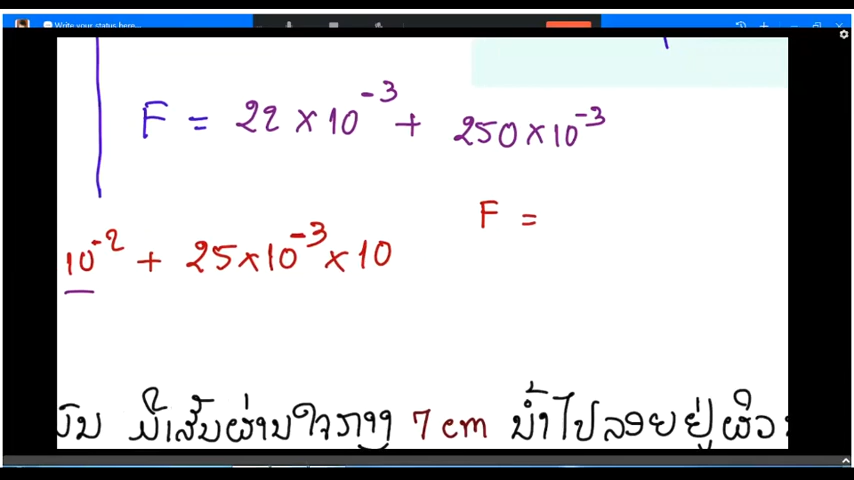 Write your status here...
F = 22 × 10⁻³ + 250 × 10⁻³
F =
10⁻² + 25 × 10⁻³ × 10
ມີເສັ້ນຜ່ານໃຈກາງ 7 cm ນຳໄປລອຍຢູ່ຜິວ